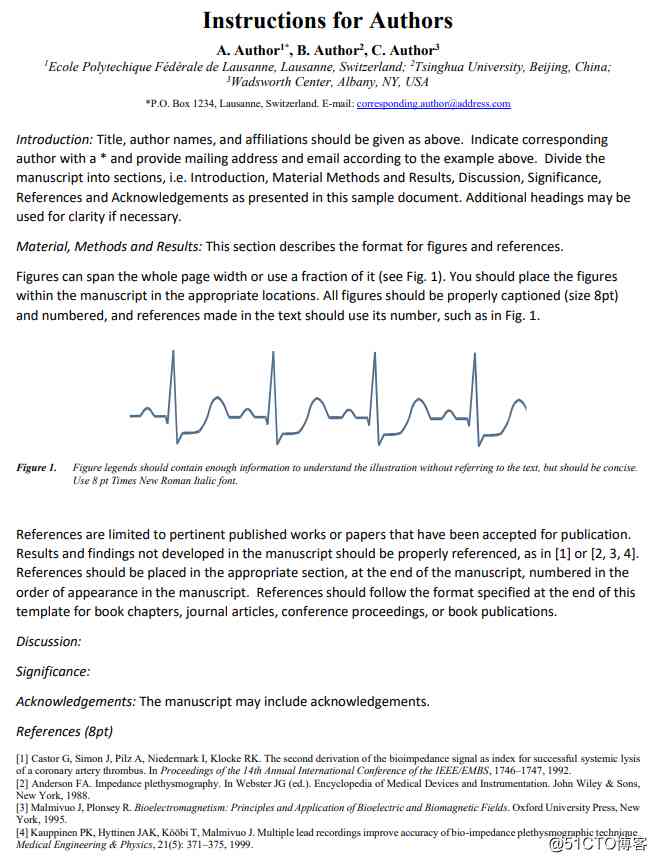 Instructions for Authors
A. Author1*, B. Author2, C. Author3
1Ecole Polytechique Fédérale de Lausanne, Lausanne, Switzerland; 2Tsinghua University, Beijing, China;
3Wadsworth Center, Albany, NY, USA
*P.O. Box 1234, Lausanne, Switzerland. E-mail: corresponding.author@address.com
Introduction: Title, author names, and affiliations should be given as above. Indicate corresponding
author with a * and provide mailing address and email according to the example above. Divide the
manuscript into sections, i.e. Introduction, Material Methods and Results, Discussion, Significance,
References and Acknowledgements as presented in this sample document. Additional headings may be
used for clarity if necessary.
Material, Methods and Results: This section describes the format for figures and references.
Figures can span the whole page width or use a fraction of it (see Fig. 1). You should place the figures
within the manuscript in the appropriate locations. All figures should be properly captioned (size 8pt)
and numbered, and references made in the text should use its number, such as in Fig. 1.
Figure 1. Figure legends should contain enough information to understand the illustration without referring to the text, but should be concise.
Use 8 pt Times New Roman Italic font.
References are limited to pertinent published works or papers that have been accepted for publication.
Results and findings not developed in the manuscript should be properly referenced, as in [1] or [2, 3, 4].
References should be placed in the appropriate section, at the end of the manuscript, numbered in the
order of appearance in the manuscript. References should follow the format specified at the end of this
template for book chapters, journal articles, conference proceedings, or book publications.
Discussion:
Significance:
Acknowledgements: The manuscript may include acknowledgements.
References (8pt)
[1] Castor G, Simon J, Pilz A, Niedermark I, Klocke RK. The second derivation of the bioimpedance signal as index for successful systemic lysis
of a coronary artery thrombus. In Proceedings of the 14th Annual International Conference of the IEEE/EMBS, 1746–1747, 1992.
[2] Anderson FA. Impedance plethysmography. In Webster JG (ed.). Encyclopedia of Medical Devices and Instrumentation. John Wiley & Sons,
New York, 1988.
[3] Malmivuo J, Plonsey R. Bioelectromagnetism: Principles and Application of Bioelectric and Biomagnetic Fields. Oxford University Press, New
York, 1995.
[4] Kauppinen PK, Hyttinen JAK, Kööbi T, Malmivuo J. Multiple lead recordings improve accuracy of bio-impedance plethysmographic technique.
Medical Engineering & Physics, 21(5): 371–375, 1999.
@51CTO博客